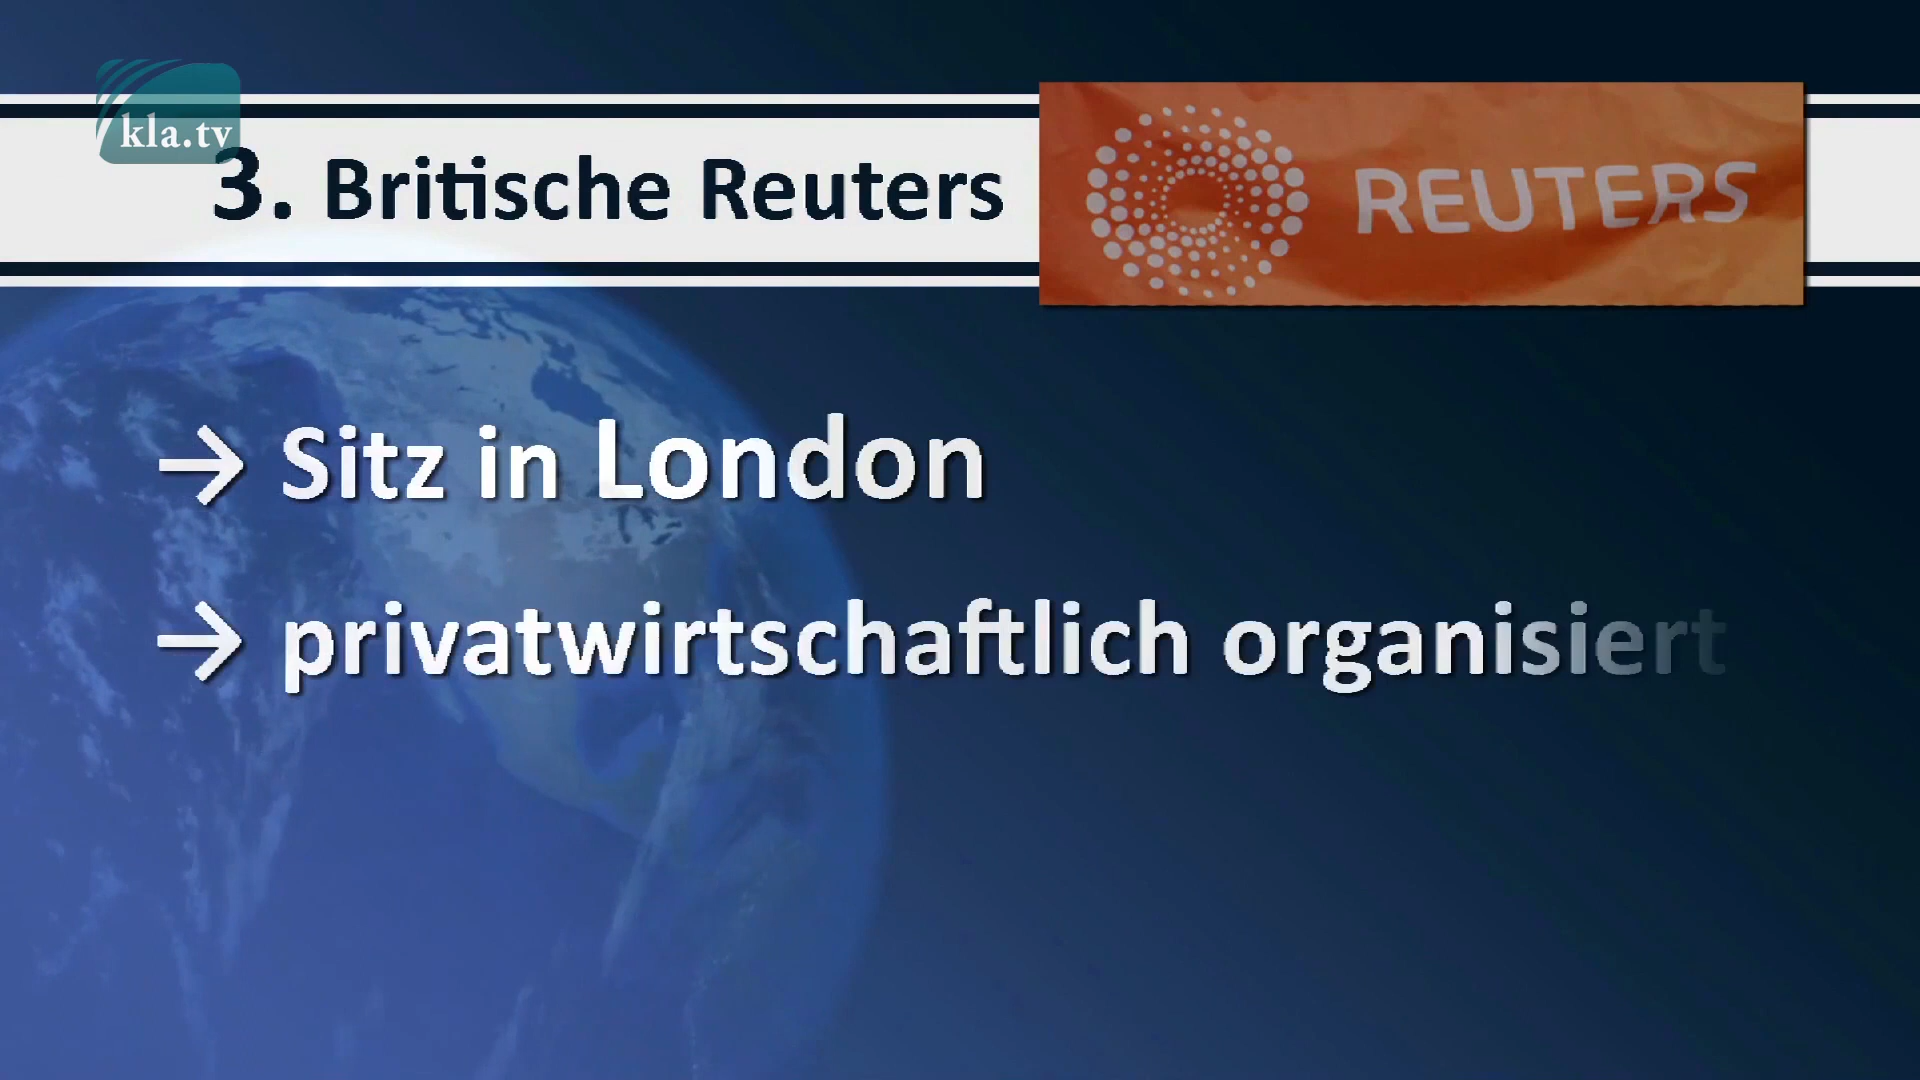 kla.tv
3. Britische Reuters
REUTERS
→ Sitz in London
→ privatwirtschaftlich organisiert